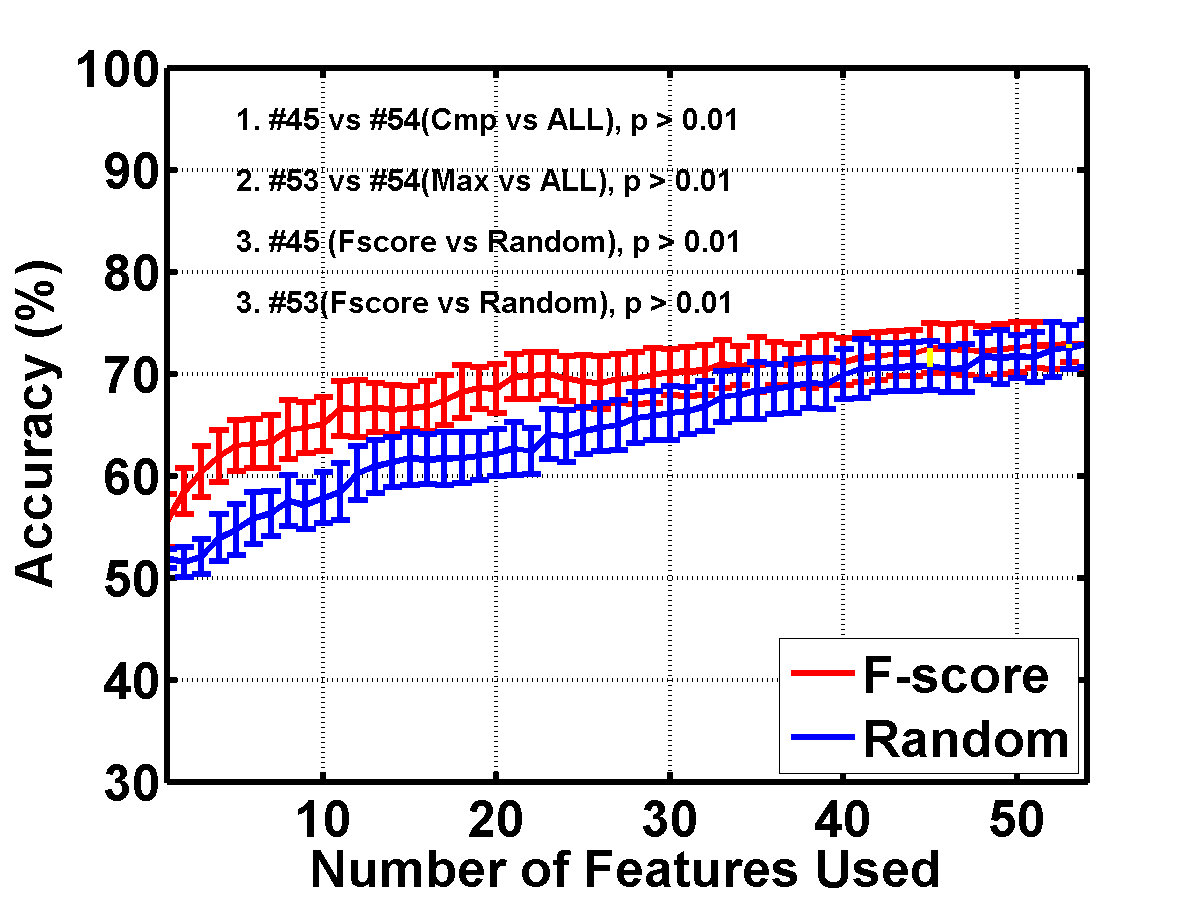 100
1. #45 vs #54(Cmp vs ALL), p > 0.01
90
2. #53 vs #54(Max vs ALL), p > 0.01
3. #45 (Fscore vs Random), p > 0.01
80
3. #53(Fscore vs Random), p > 0.01
70
60
50
40
30
Accuracy (%)
F-score
Random
10 20 30 40 50
Number of Features Used